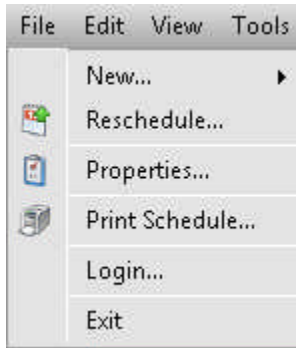 File Edit View Tools
New...
Reschedule...
Properties...
Print Schedule...
Login...
Exit